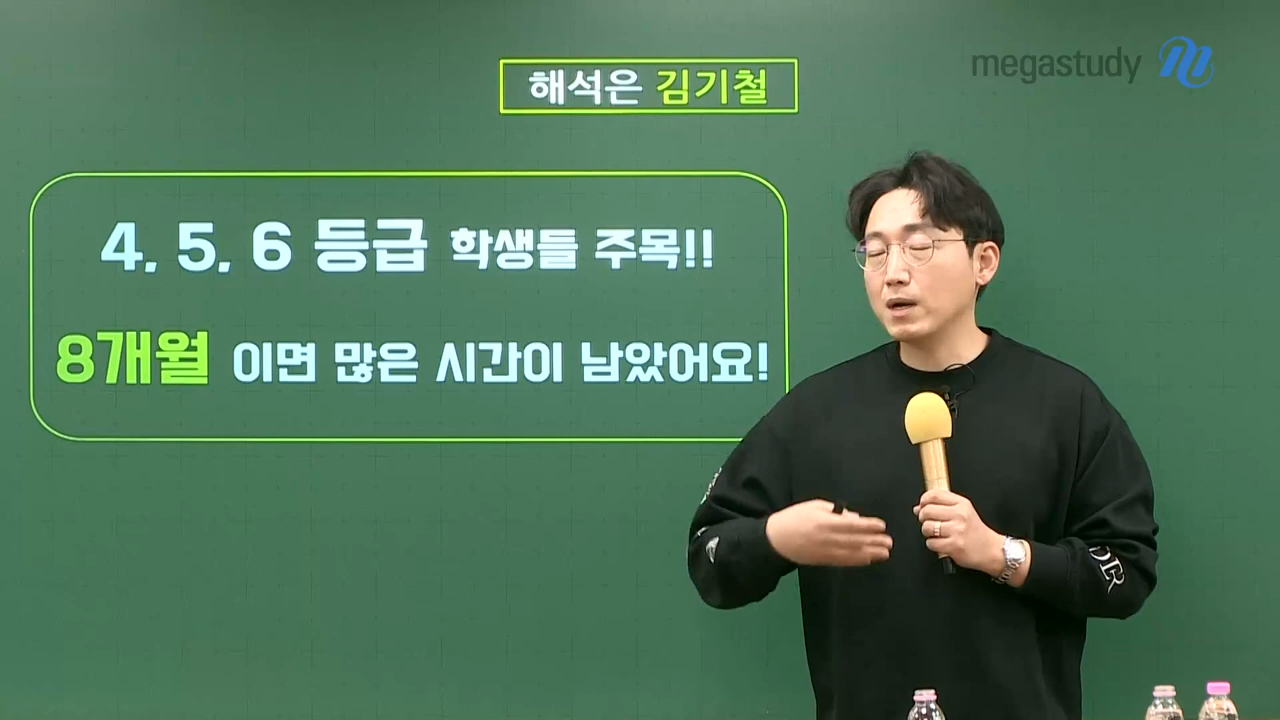 megastudy
해석은 김기철
4, 5, 6 등급 학생들 주목!!
8개월 이면 많은 시간이 남았어요!